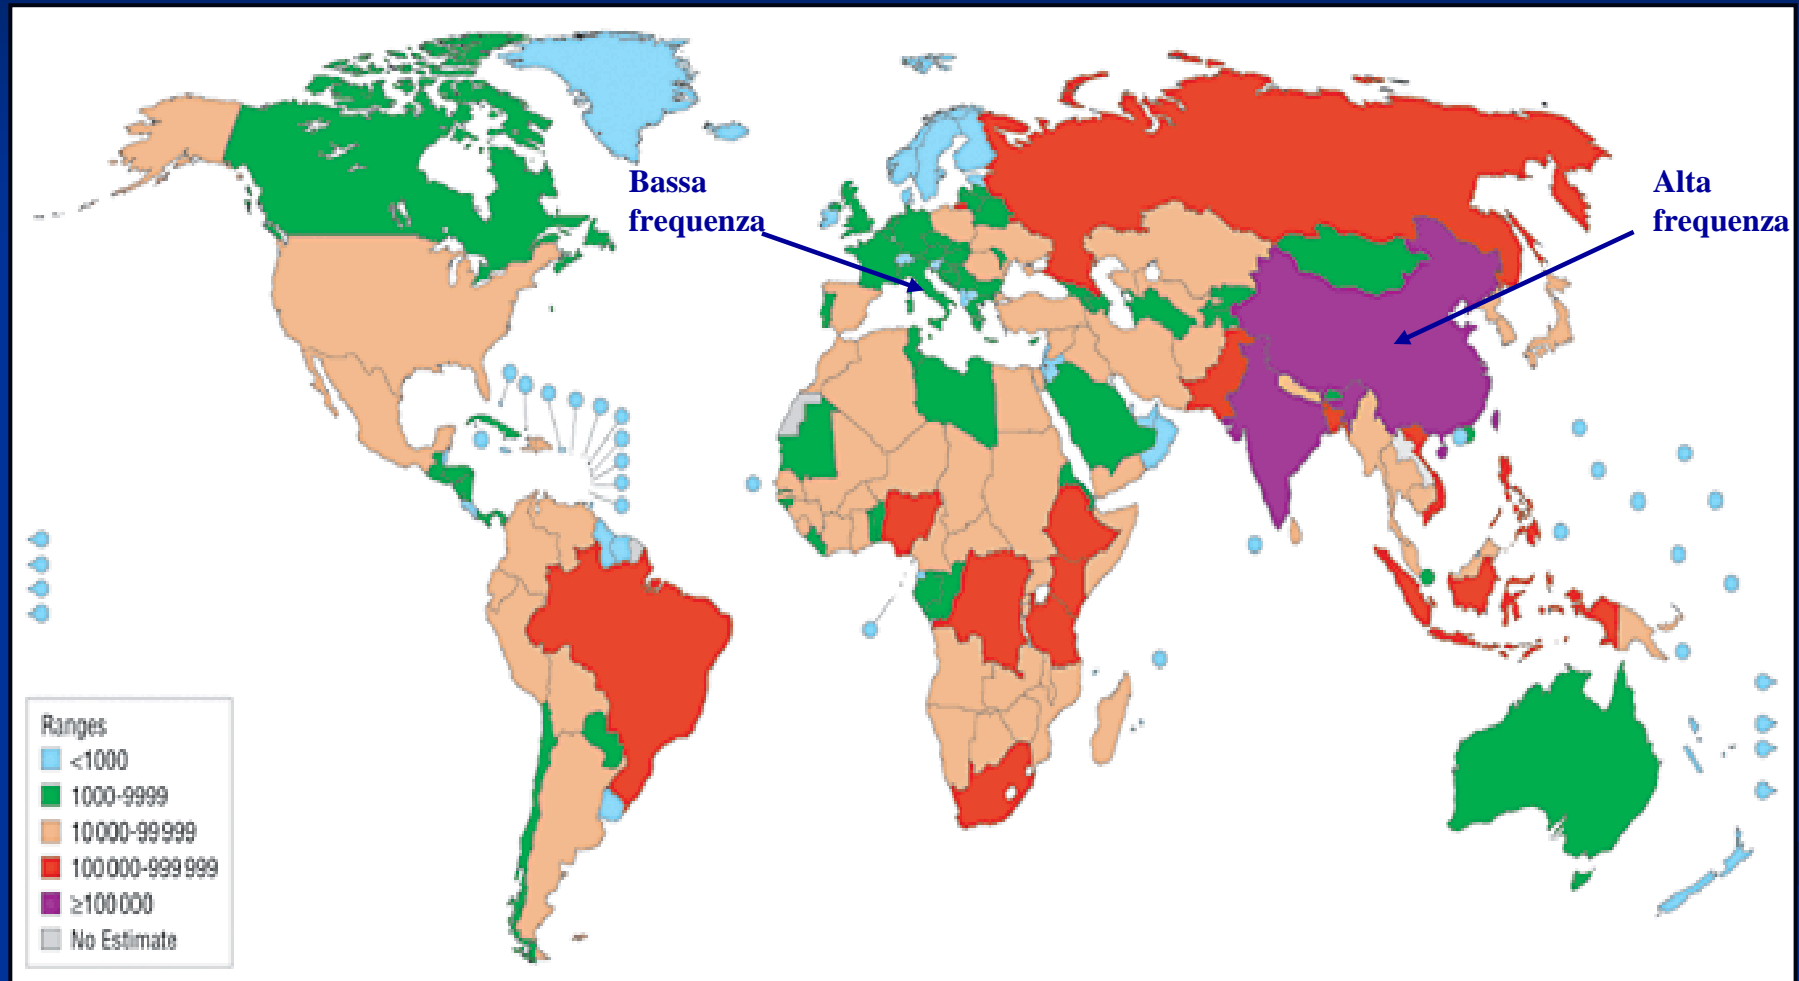 Bassa
frequenza
Alta
frequenza
Ranges
<1000
1000-9999
10000-99999
100000-999999
≥100000
No Estimate